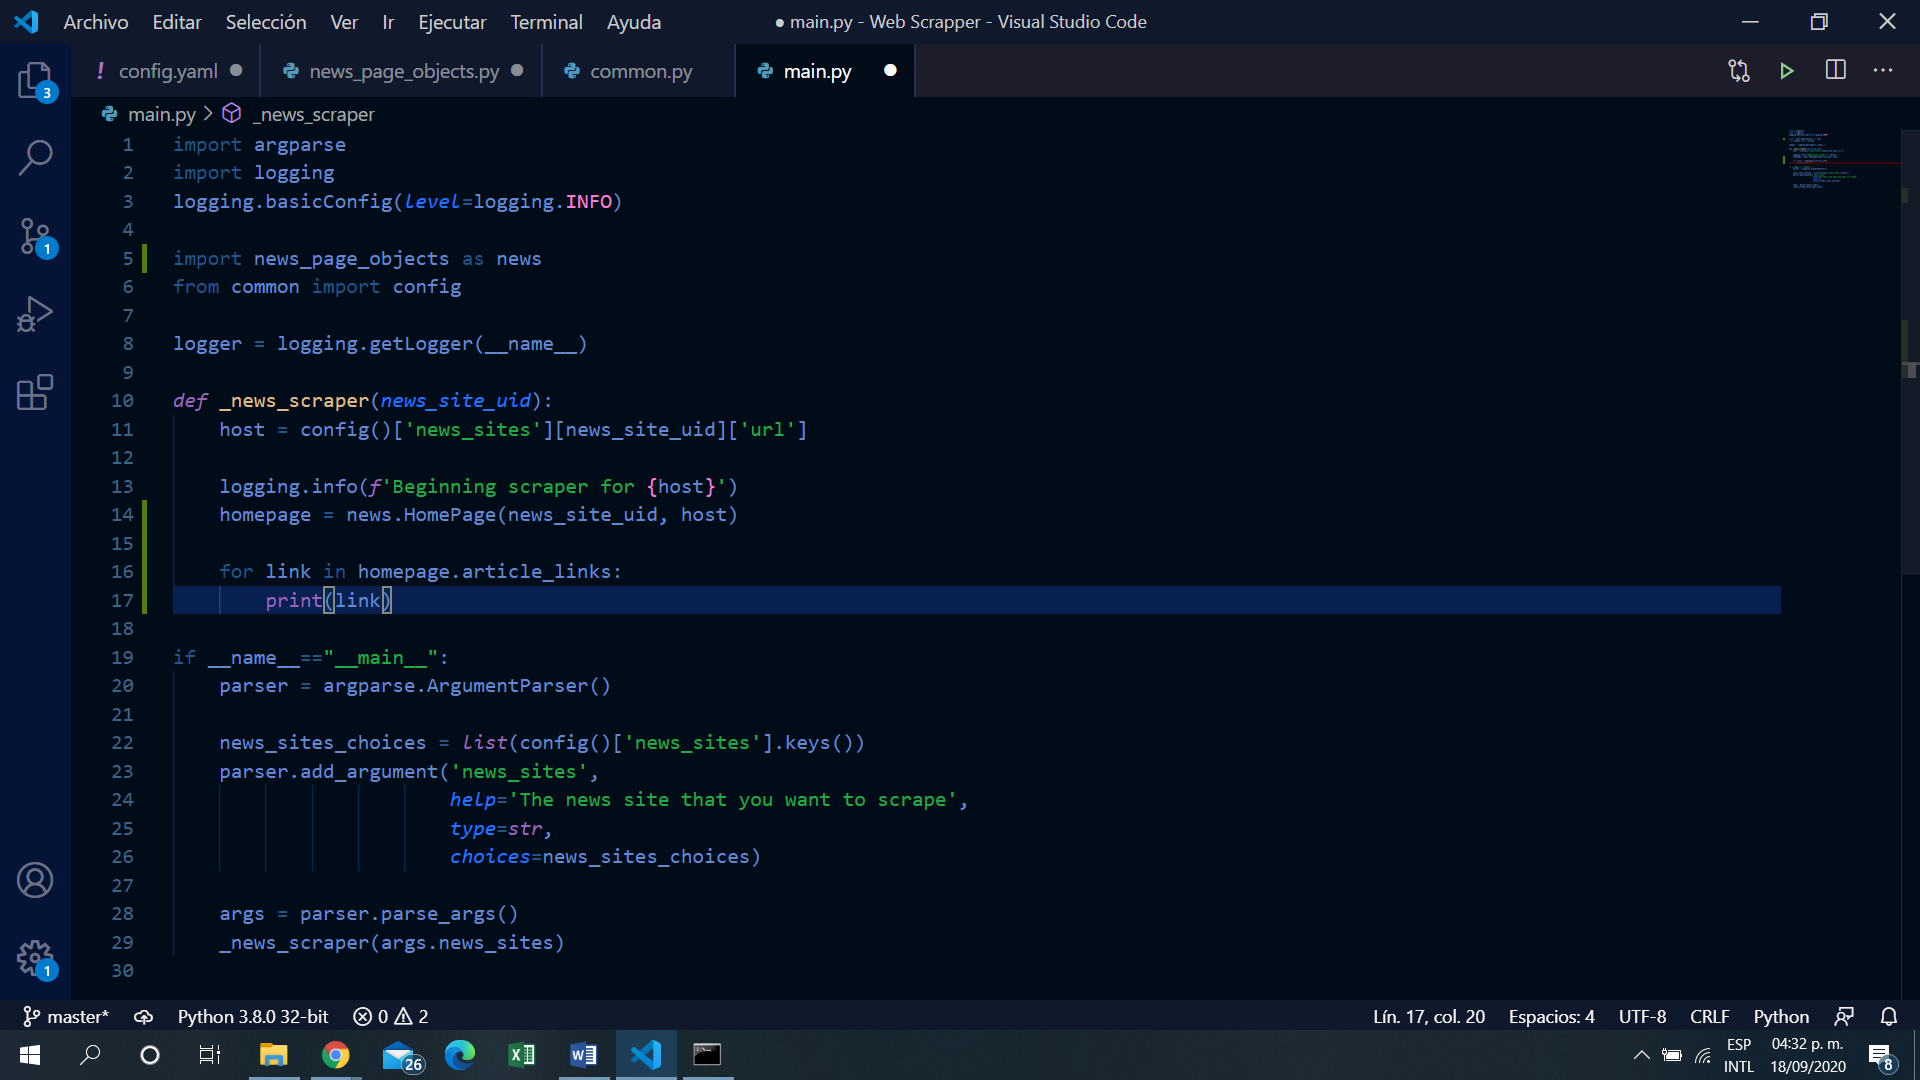 Archivo Editar Selección Ver Ir Ejecutar Terminal Ayuda ● main.py - Web Scrapper - Visual Studio Code
! config.yaml news_page_objects.py common.py main.py
3
main.py > _news_scraper
1 import argparse
2 import logging
3 logging.basicConfig(level=logging.INFO)
4
5 import news_page_objects as news
6 from common import config
7
8 logger = logging.getLogger(__name__)
9
10 def _news_scraper(news_site_uid):
11 host = config()['news_sites'][news_site_uid]['url']
12
13 logging.info(f'Beginning scraper for {host}')
14 homepage = news.HomePage(news_site_uid, host)
15
16 for link in homepage.article_links:
17 print(link)
18
19 if __name__=="__main__":
20 parser = argparse.ArgumentParser()
21
22 news_sites_choices = list(config()['news_sites'].keys())
23 parser.add_argument('news_sites',
24 help='The news site that you want to scrape',
25 type=str,
26 choices=news_sites_choices)
27
28 args = parser.parse_args()
29 _news_scraper(args.news_sites)
30
1
1
master* Python 3.8.0 32-bit 0 2 Lín. 17, col. 20 Espacios: 4 UTF-8 CRLF Python
26 ESP 04:32 p. m.
INTL 18/09/2020 8